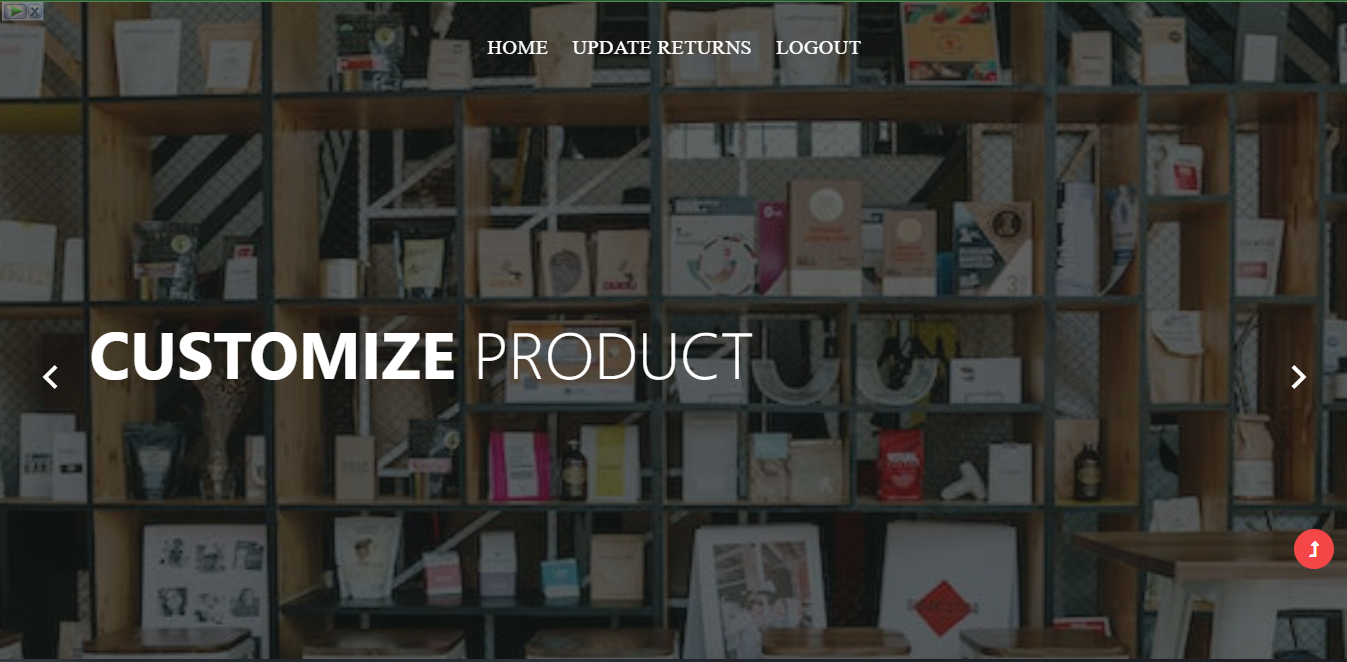 HOME UPDATE RETURNS LOGOUT
CUSTOMIZE PRODUCT